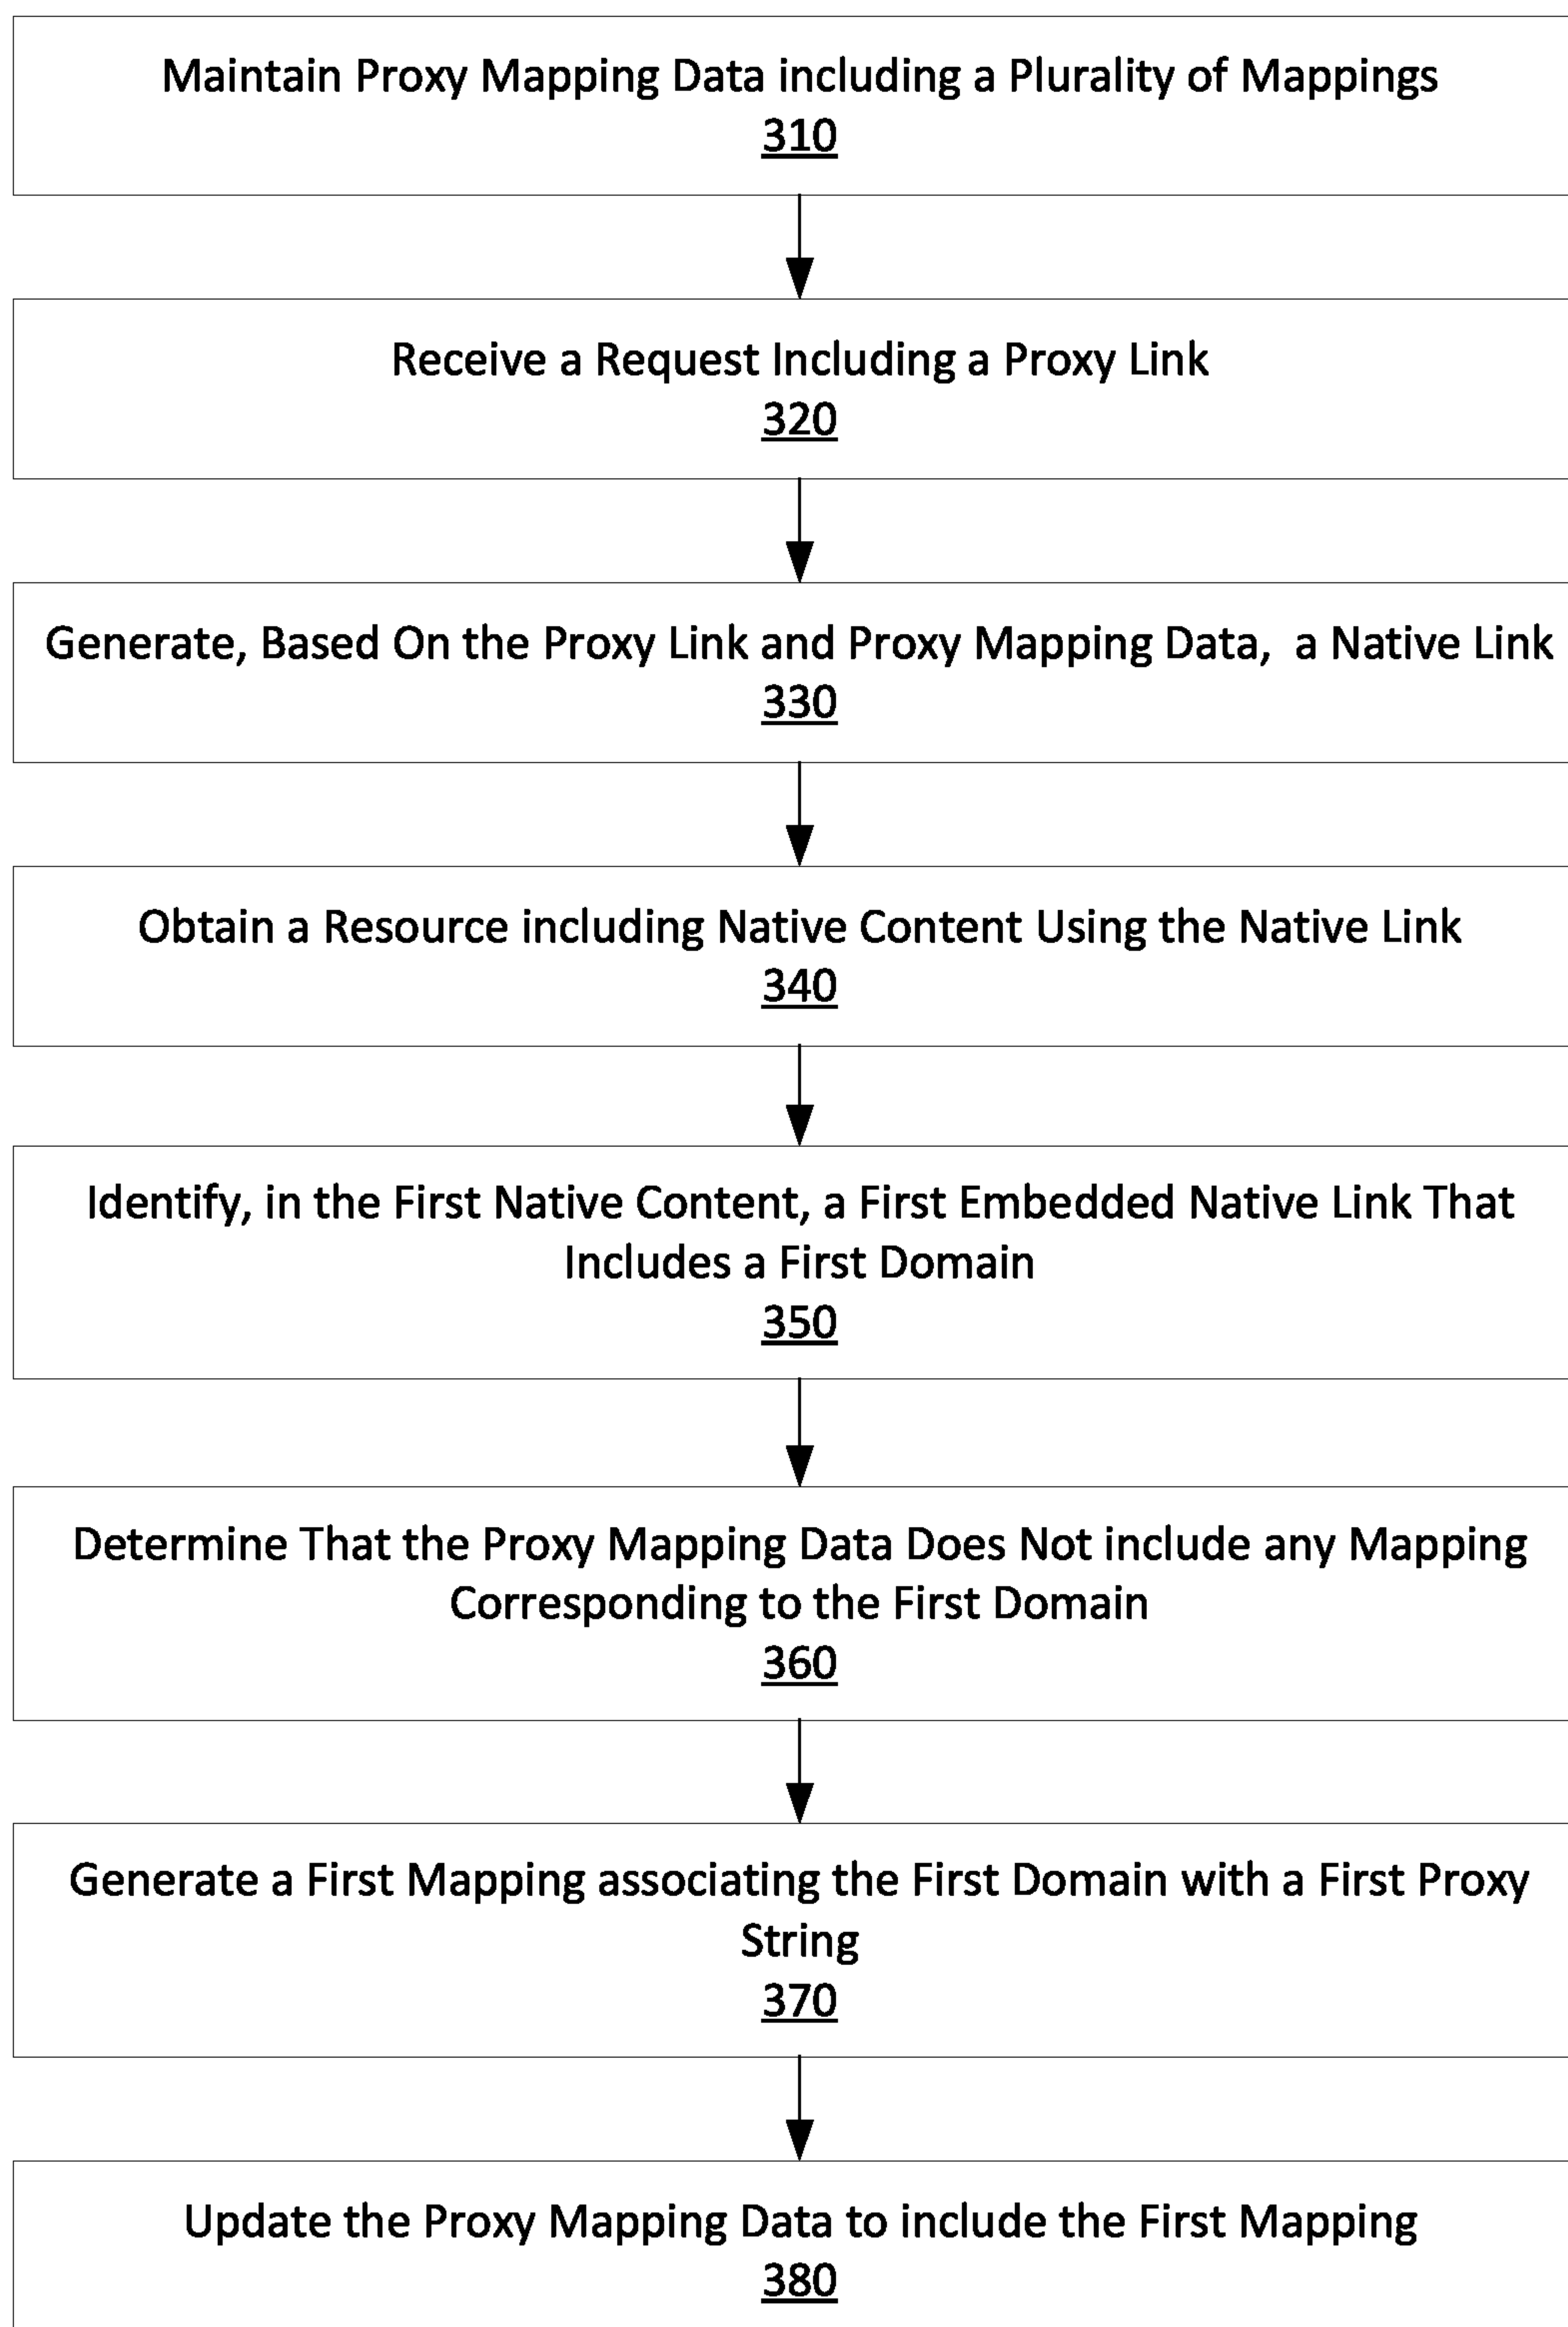 Maintain Proxy Mapping Data including a Plurality of Mappings
310
Receive a Request Including a Proxy Link
320
Generate, Based On the Proxy Link and Proxy Mapping Data,  a Native Link
330
Obtain a Resource including Native Content Using the Native Link
340
Identify, in the First Native Content, a First Embedded Native Link That
Includes a First Domain
350
Determine That the Proxy Mapping Data Does Not include any Mapping
Corresponding to the First Domain
360
Generate a First Mapping associating the First Domain with a First Proxy
String
370
Update the Proxy Mapping Data to include the First Mapping
380